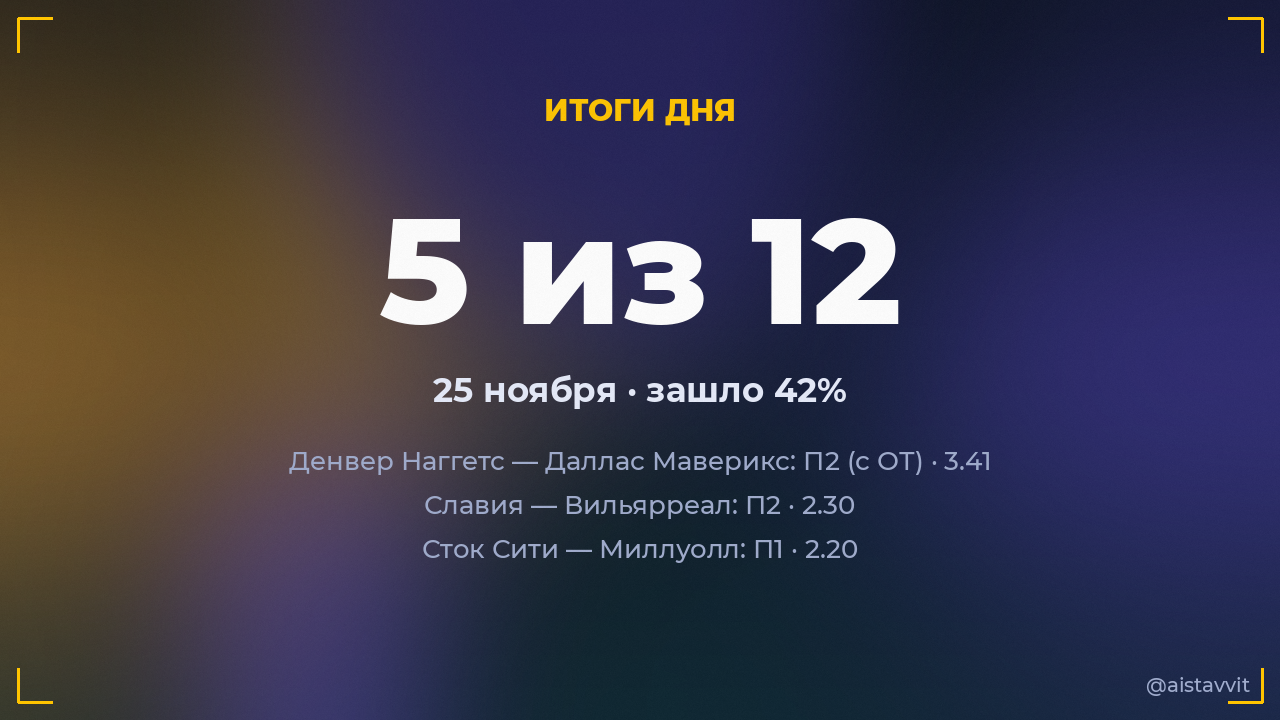 ИТОГИ ДНЯ
5 из 12
25 ноября · зашло 42%
Денвер Наггетс — Даллас Маверикс: П2 (с ОТ) · 3.41
Славия — Вильярреал: П2 · 2.30
Сток Сити — Миллуолл: П1 · 2.20
@aistavvit